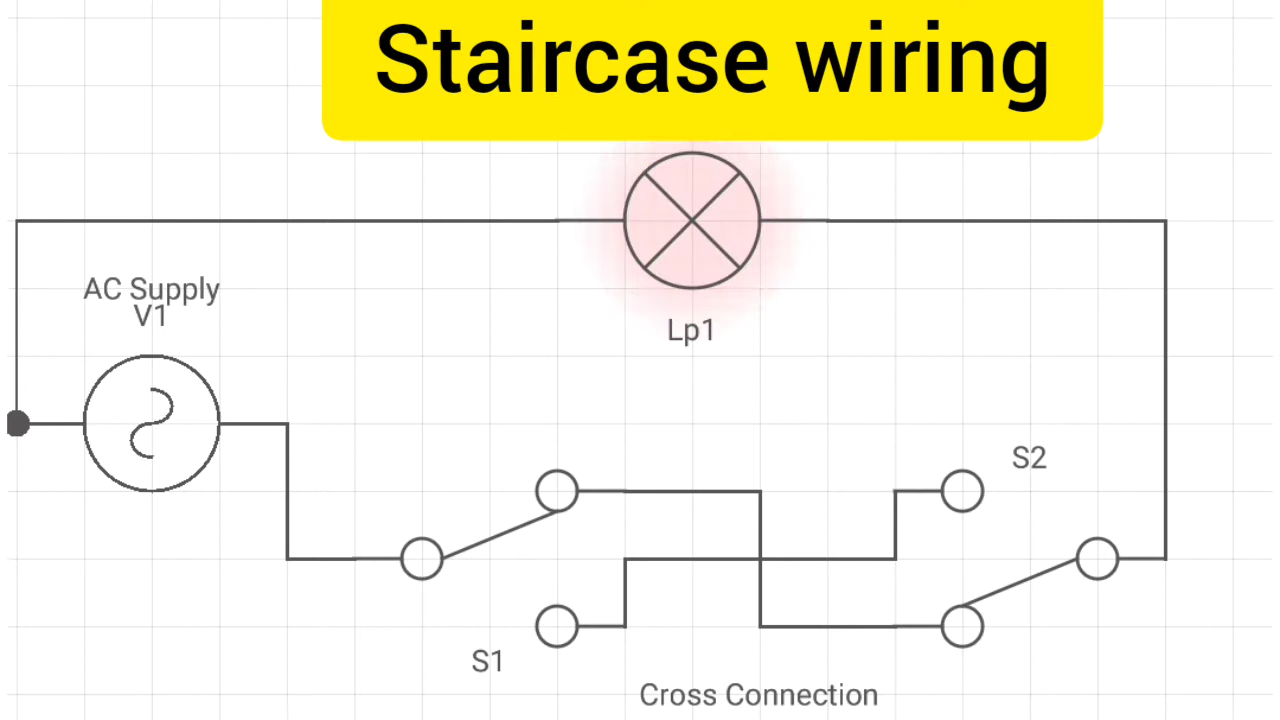 Staircase wiring
AC Supply
V1
Lp1
S2
S1
Cross Connection